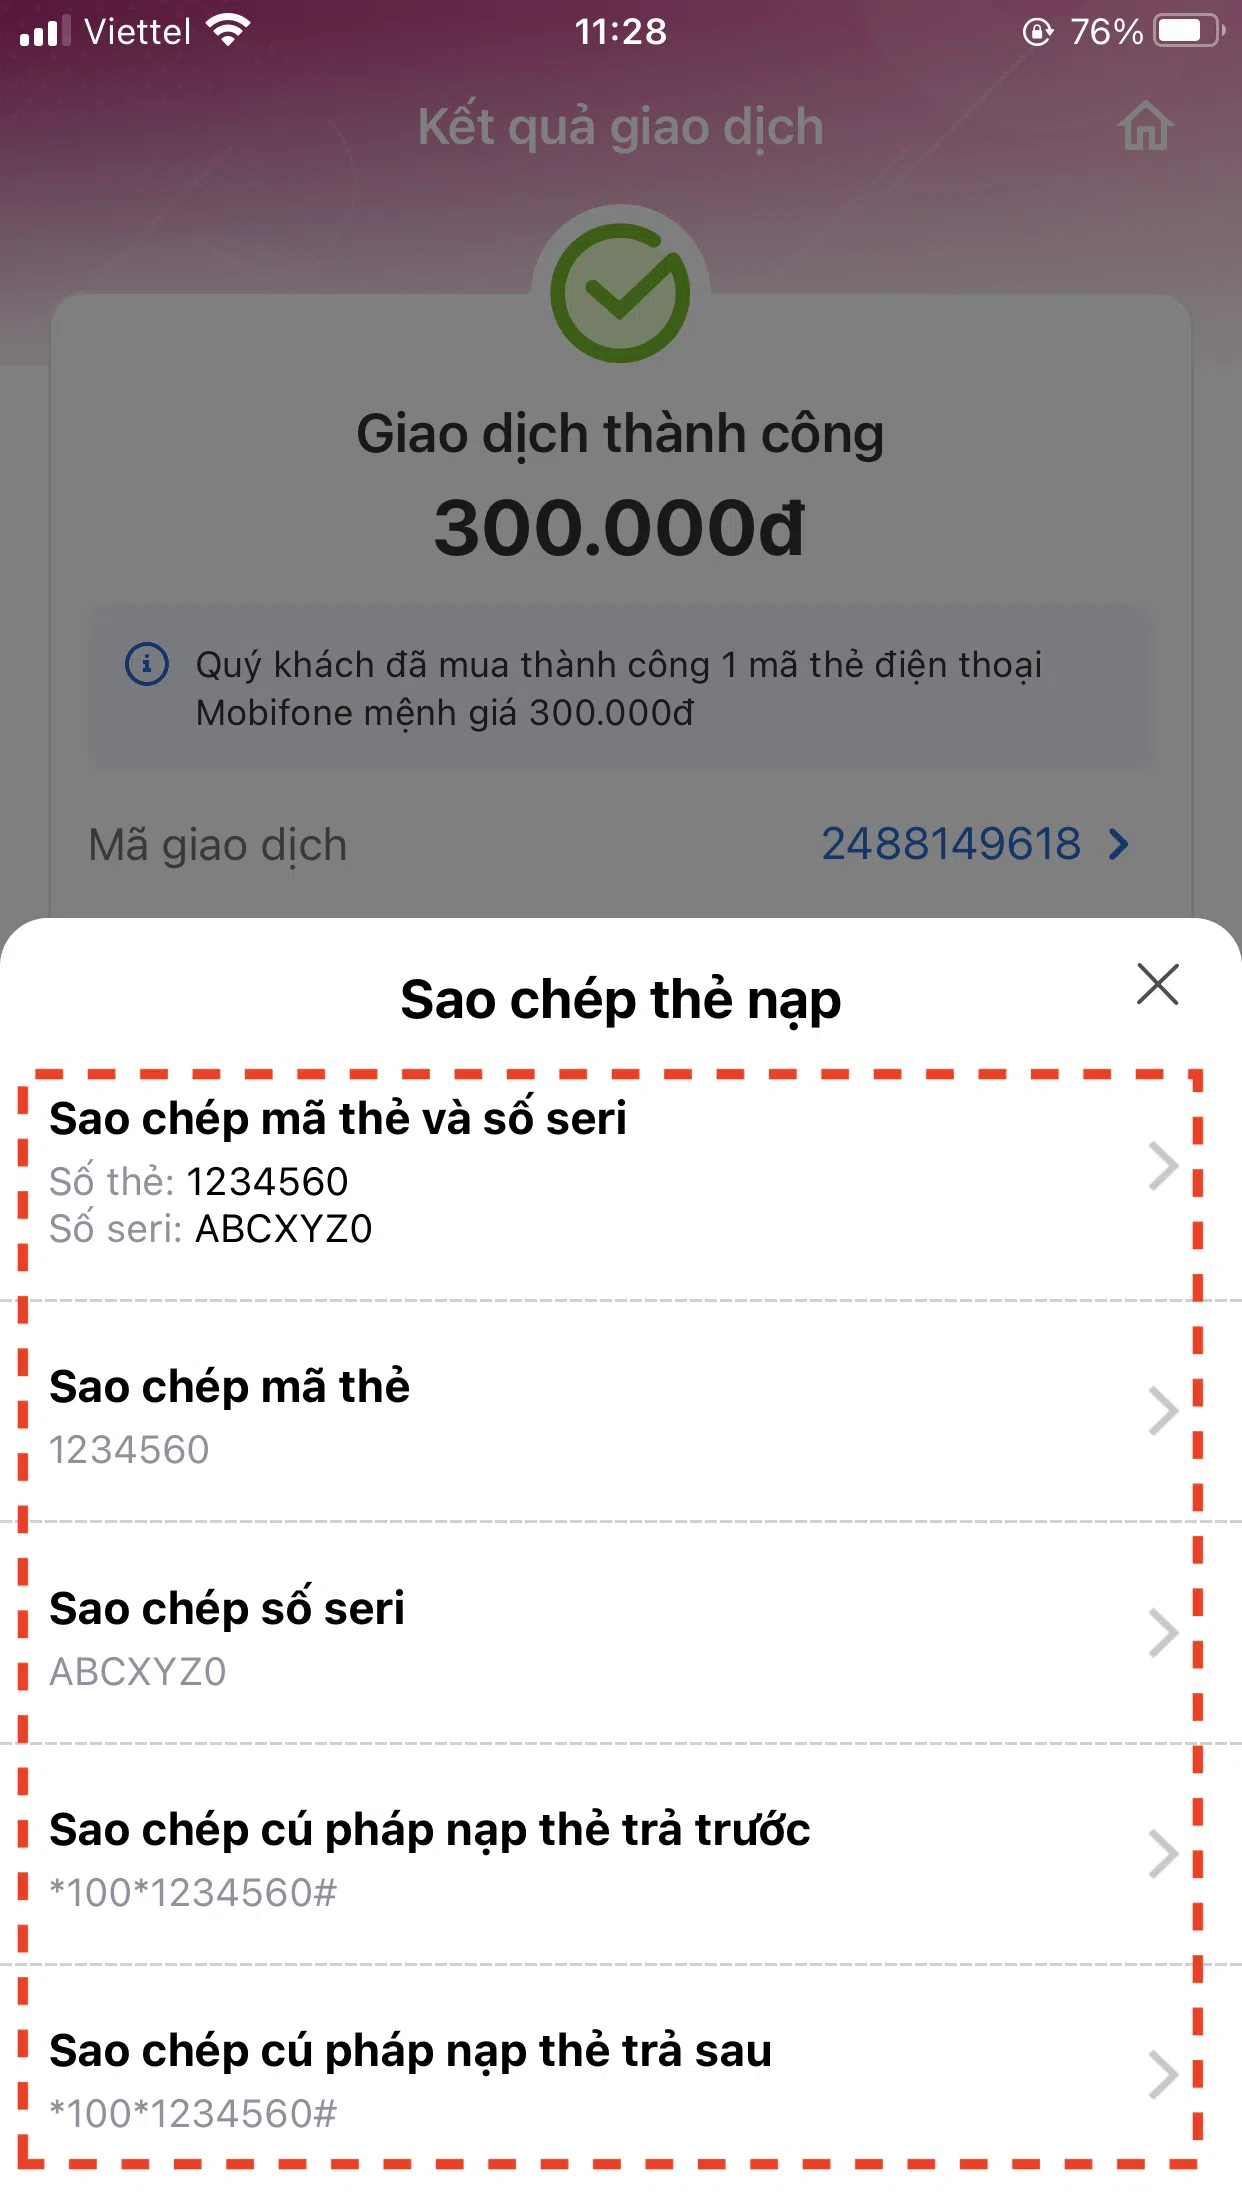 Viettel 11:28 76%
Kết quả giao dịch
Giao dịch thành công
300.000đ
Quý khách đã mua thành công 1 mã thẻ điện thoại
Mobifone mệnh giá 300.000đ
Mã giao dịch 2488149618
Sao chép thẻ nạp
Sao chép mã thẻ và số seri
Số thẻ: 1234560
Số seri: ABCXYZ0
Sao chép mã thẻ
1234560
Sao chép số seri
ABCXYZ0
Sao chép cú pháp nạp thẻ trả trước
*100*1234560#
Sao chép cú pháp nạp thẻ trả sau
*100*1234560#